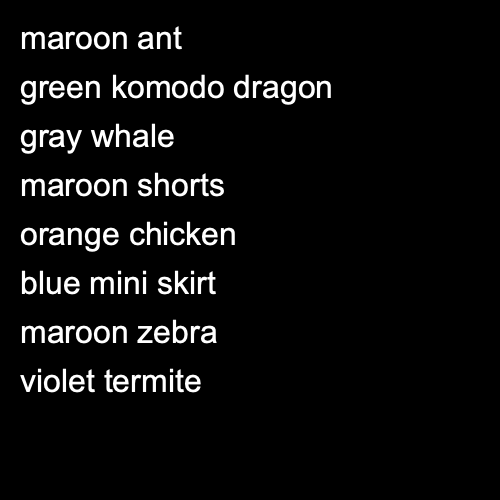 maroon ant
green komodo dragon
gray whale
maroon shorts
orange chicken
blue mini skirt
maroon zebra
violet termite